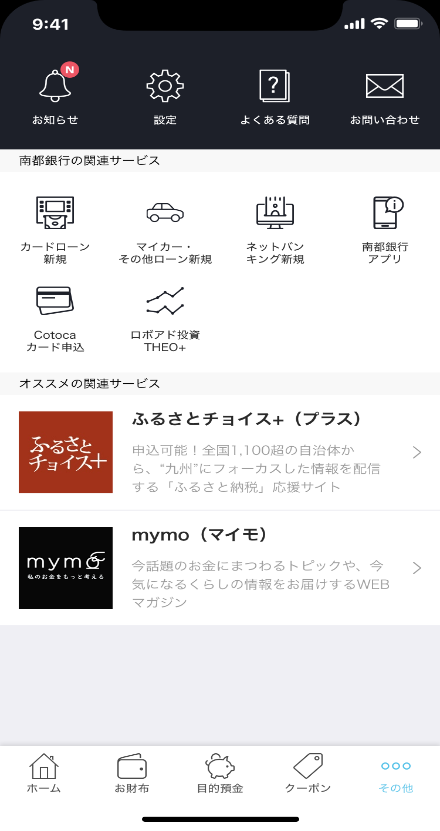 9:41
N
お知らせ
設定
よくある質問
お問い合わせ
南都銀行の関連サービス
カードローン
新規
マイカー・
その他ローン新規
ネットバン
キング新規
南都銀行
アプリ
Cotoca
カード申込
ロボアド投資
THEO+
オススメの関連サービス
ふるさと
チョイス+
ふるさとチョイス+（プラス）
申込可能！全国1,100超の自治体か
ら、“九州”にフォーカスした情報を配信
する「ふるさと納税」応援サイト
mymo
私のお金をもっと考える
mymo（マイモ）
今話題のお金にまつわるトピックや、今
気になるくらしの情報をお届けするWEB
マガジン
ホーム
お財布
目的預金
クーポン
その他